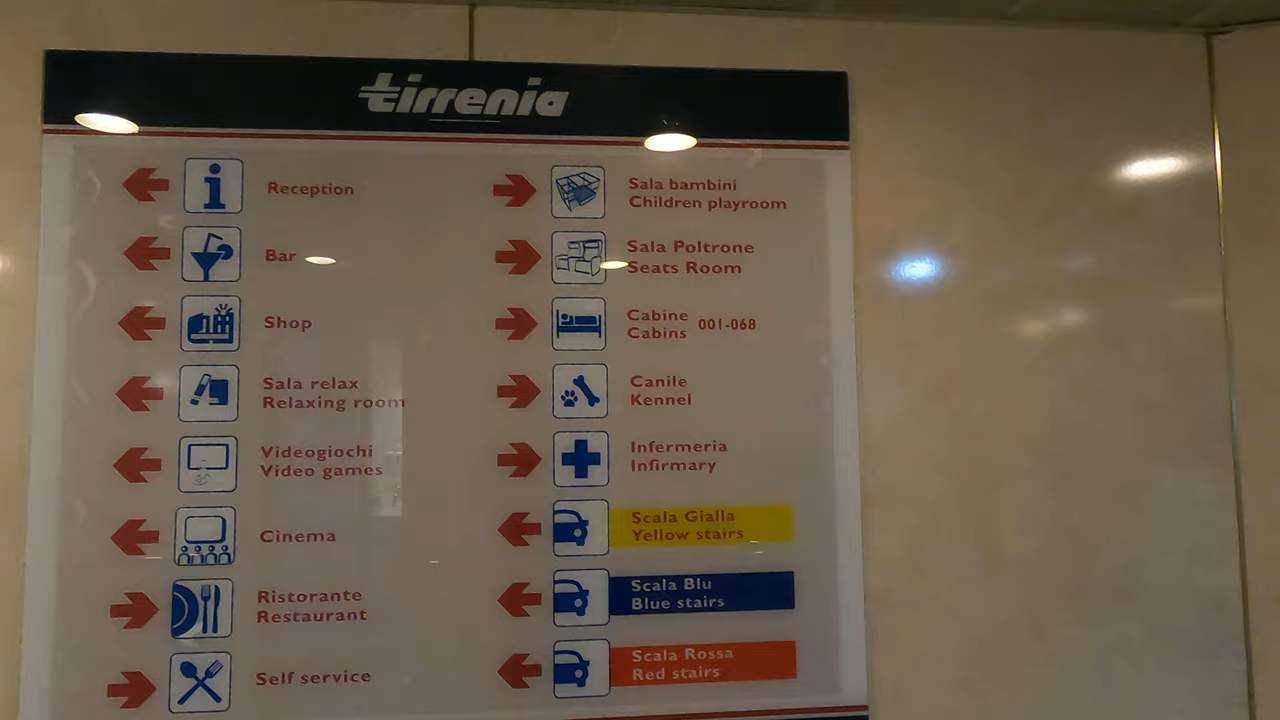 tirrenia
Reception
Bar
Shop
Sala relax
Relaxing room
Videogiochi
Video games
Cinema
Ristorante
Restaurant
Self service
Sala bambini
Children playroom
Sala Poltrone
Seats Room
Cabine
Cabins 001-068
Canile
Kennel
Infermeria
Infirmary
Scala Gialla
Yellow stairs
Scala Blu
Blue stairs
Scala Rossa
Red stairs